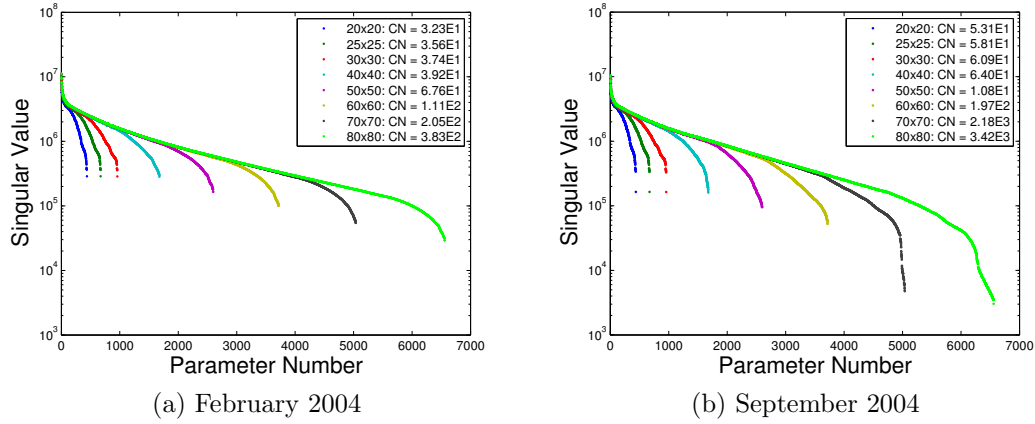 10^8
10^7
10^6
10^5
10^4
10^3
Singular Value
0 1000 2000 3000 4000 5000 6000 7000
Parameter Number
20x20: CN = 3.23E1
25x25: CN = 3.56E1
30x30: CN = 3.74E1
40x40: CN = 3.92E1
50x50: CN = 6.76E1
60x60: CN = 1.11E2
70x70: CN = 2.05E2
80x80: CN = 3.83E2
(a) February 2004
10^8
10^7
10^6
10^5
10^4
10^3
Singular Value
0 1000 2000 3000 4000 5000 6000 7000
Parameter Number
20x20: CN = 5.31E1
25x25: CN = 5.81E1
30x30: CN = 6.09E1
40x40: CN = 6.40E1
50x50: CN = 1.08E1
60x60: CN = 1.97E2
70x70: CN = 2.18E3
80x80: CN = 3.42E3
(b) September 2004